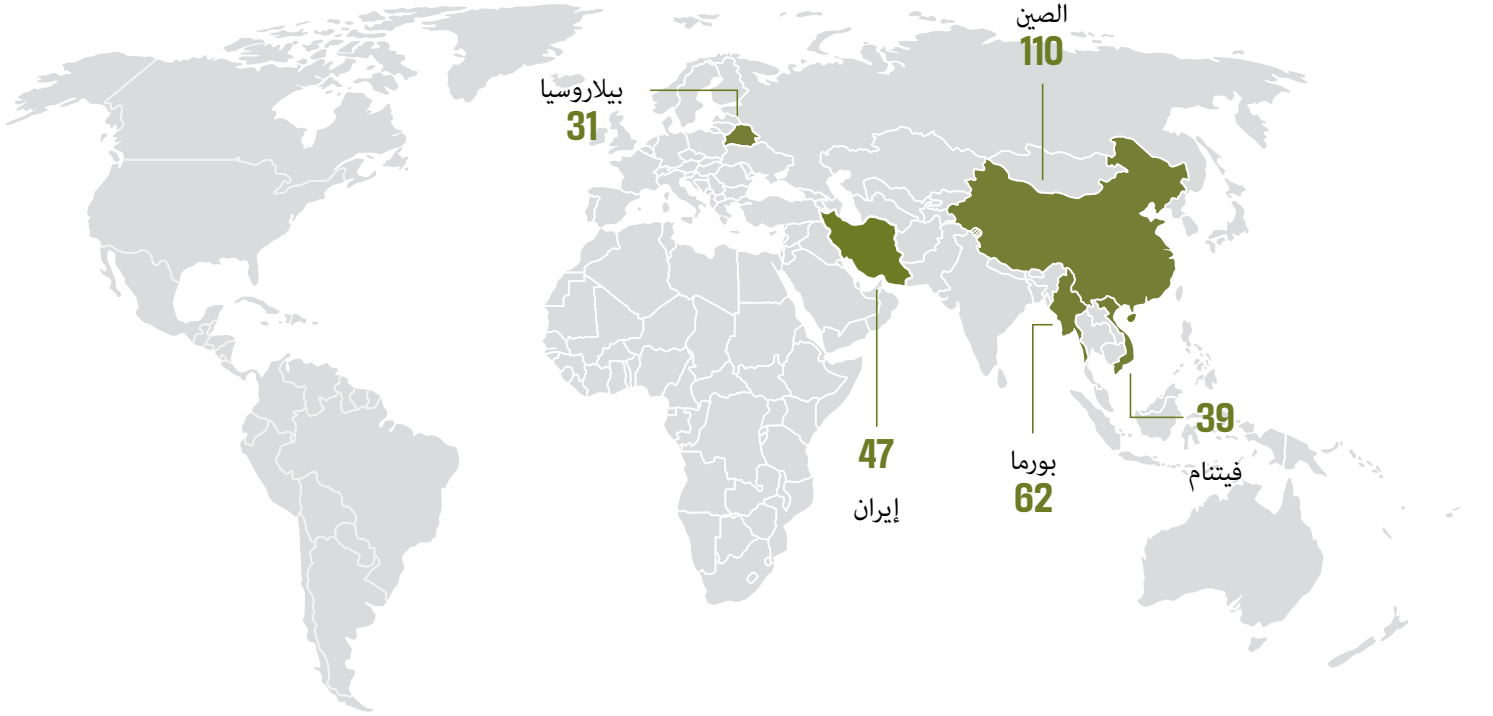 الصين
110
بيلاروسيا
31
39
فيتنام
47
إيران
بورما
62